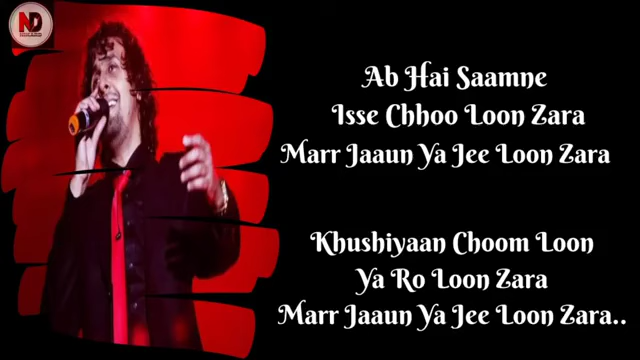 ND
Ab Hai Saamne
Isse Chhoo Loon Zara
Marr Jaaun Ya Jee Loon Zara
Khushiyaan Choom Loon
Ya Ro Loon Zara
Marr Jaaun Ya Jee Loon Zara..